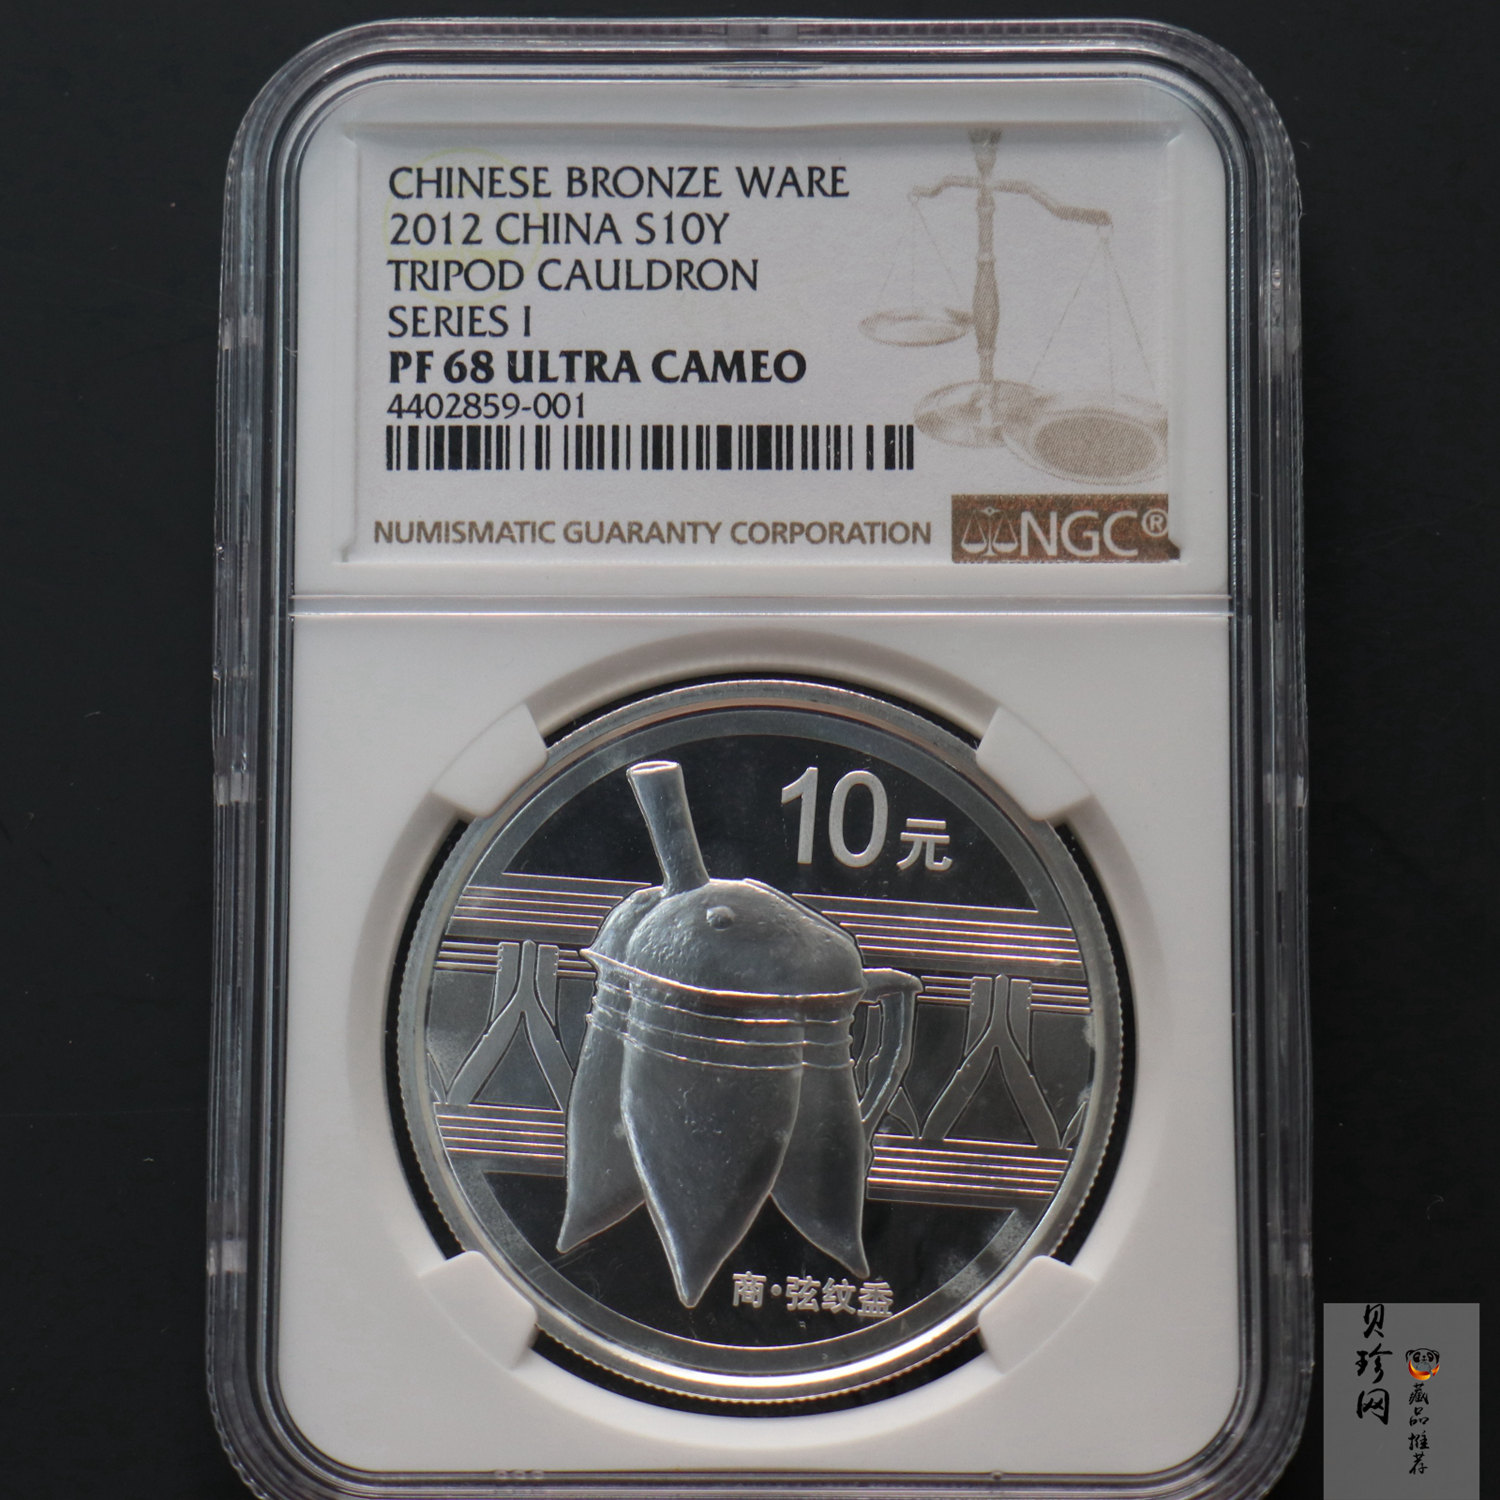 CHINESE BRONZE WARE
2012 CHINA S10Y
TRIPOD CAULDRON
SERIES I
PF 68 ULTRA CAMEO
4402859-001
NUMISMATIC GUARANTY CORPORATION
NGC®
10元
商·弦纹盉
贝珍网
藏品推荐